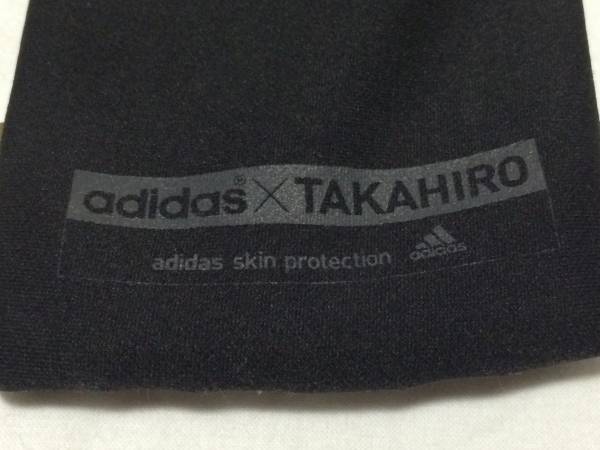 adidas® × TAKAHIRO
adidas skin protection adidas